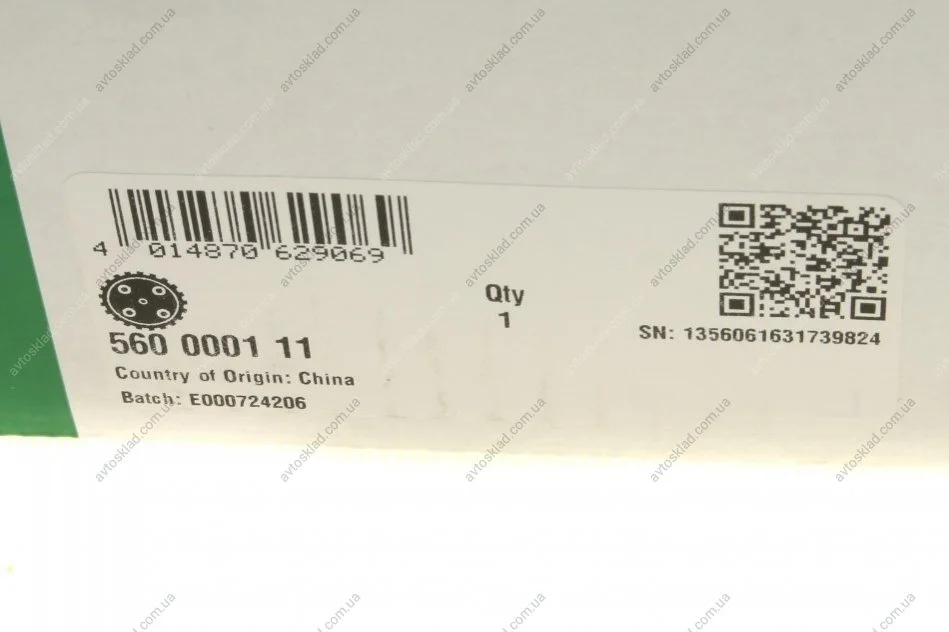 4 014870 629069
Qty
1
SN: 1356061631739824
560 0001 11
Country of Origin: China
Batch: E000724206
avtosklad.com.ua